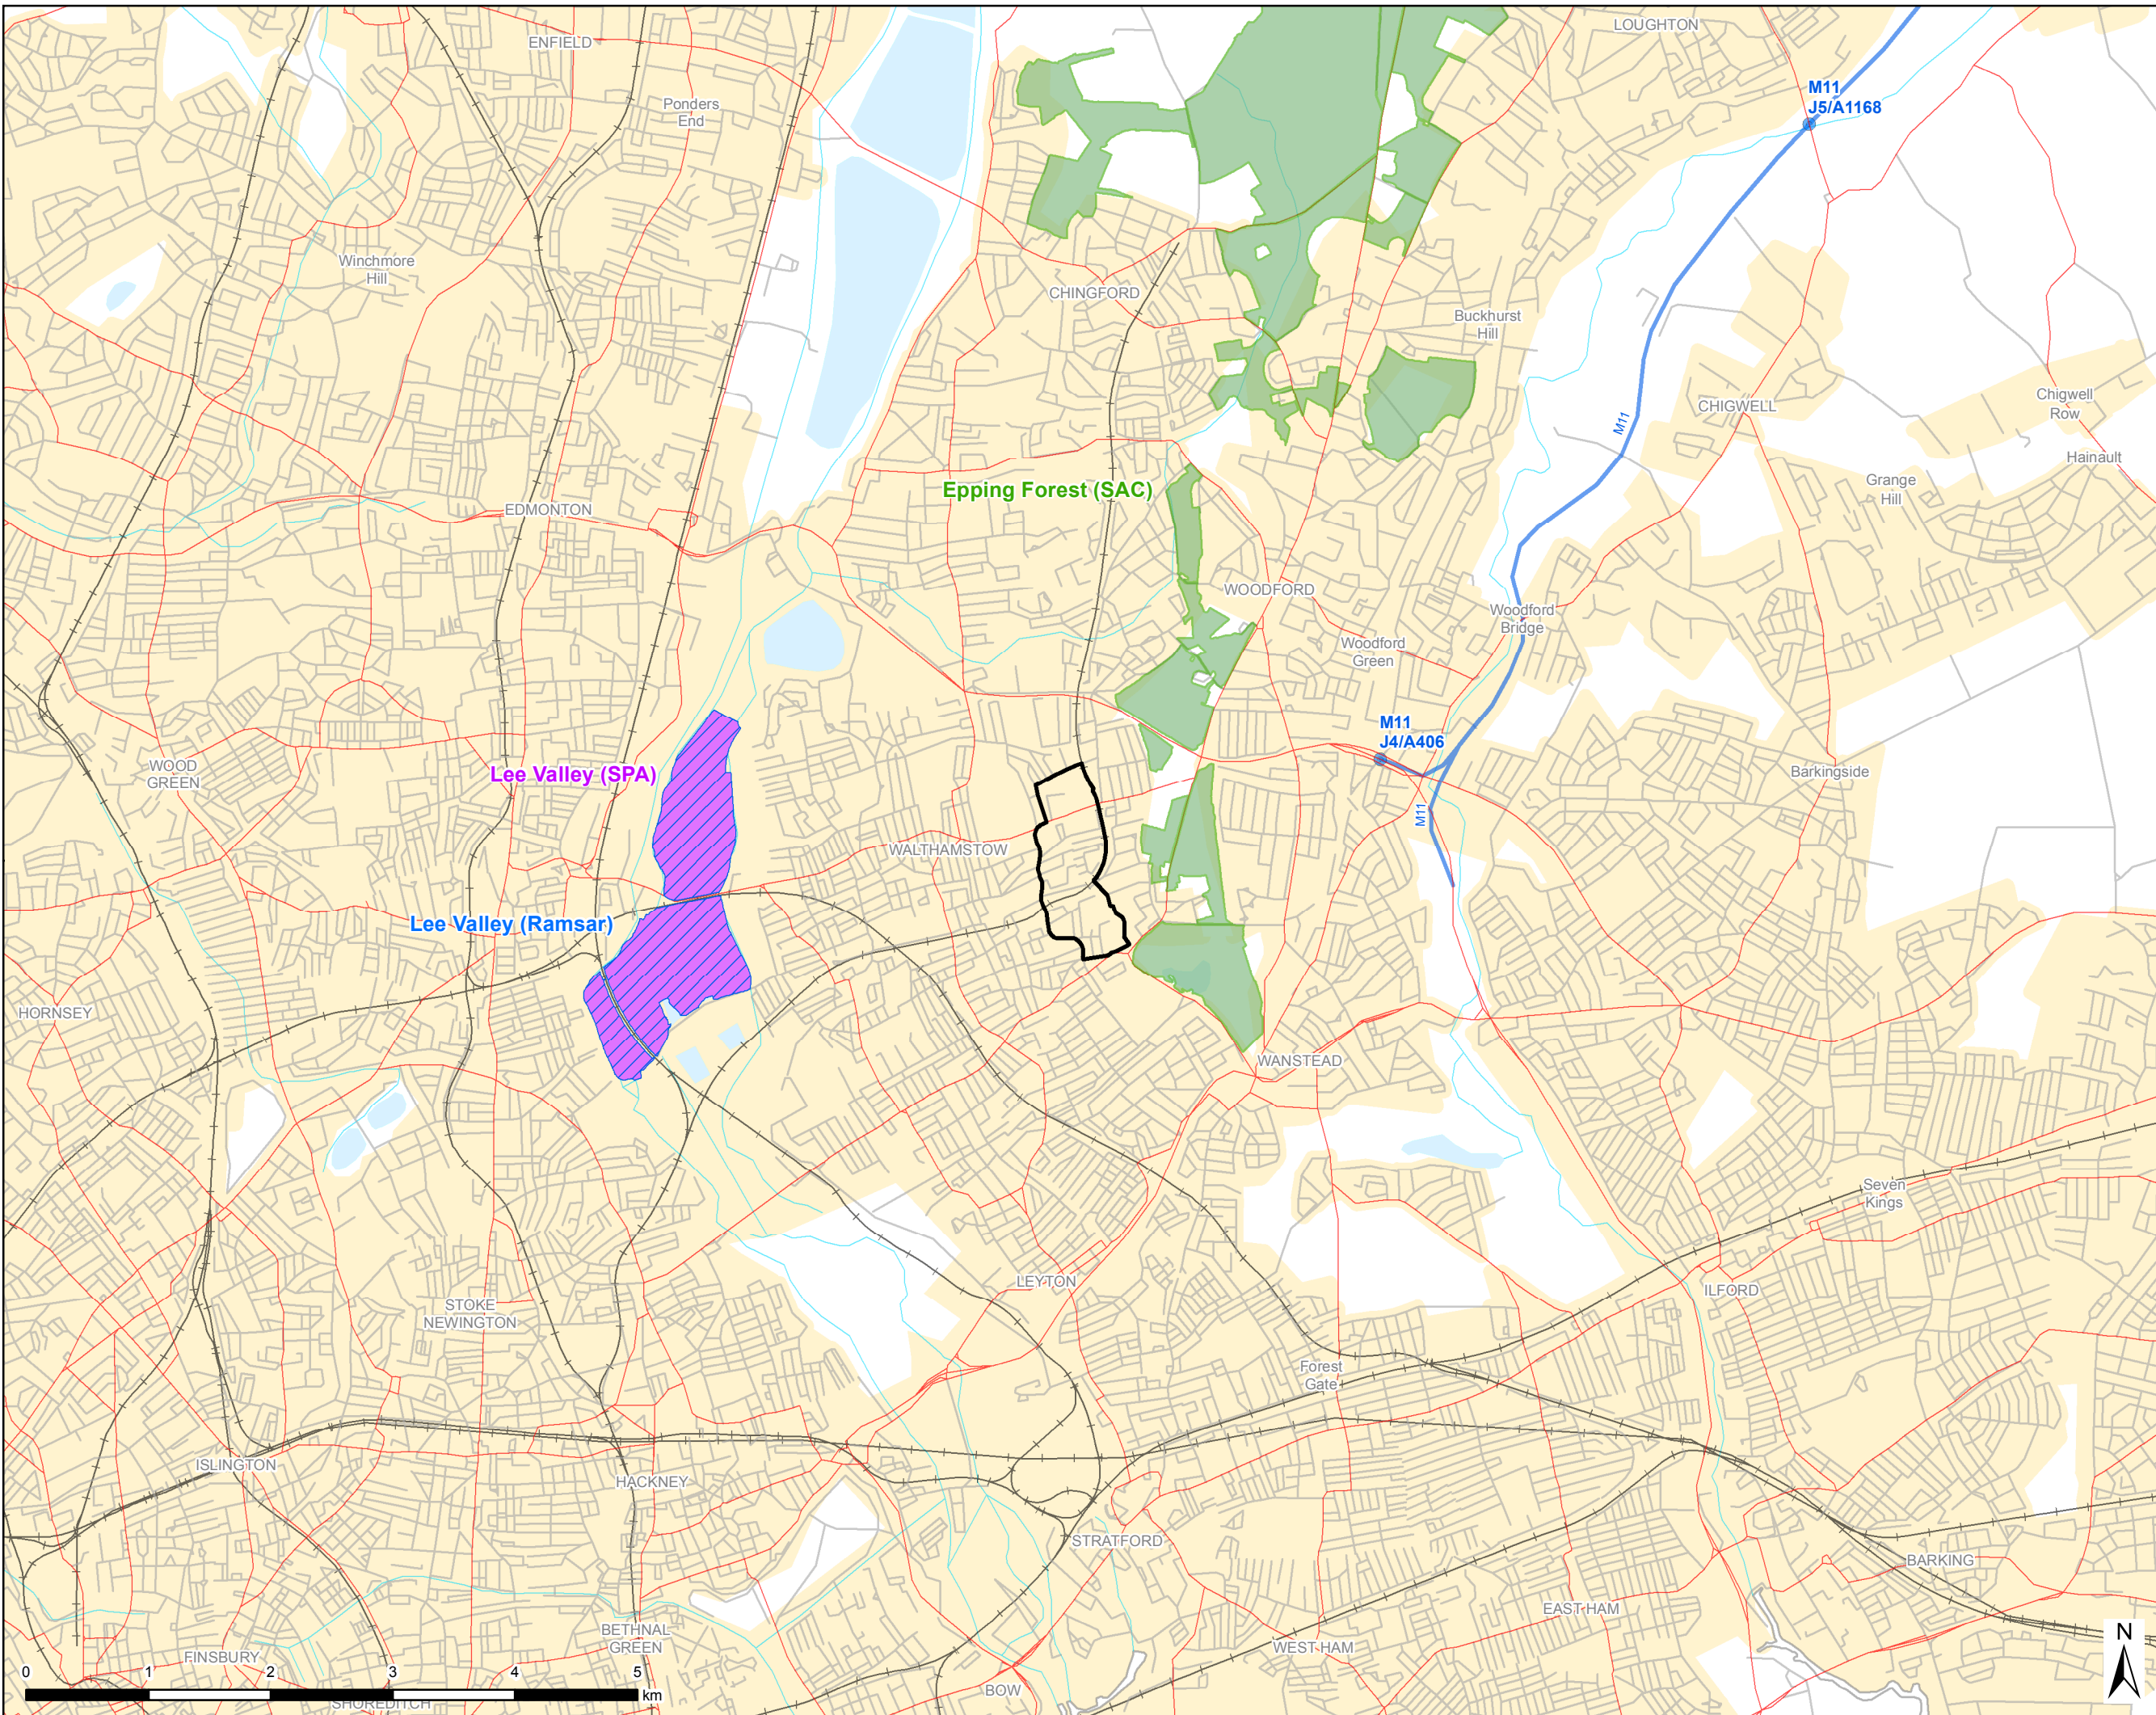 LOUGHTON
ENFIELD
M11
J5/A1168
Ponders
End
Winchmore
Hill
CHINGFORD
Buckhurst
Hill
CHIGWELL
Chigwell
Row
M11
Hainault
Grange
Hill
Epping Forest (SAC)
EDMONTON
WOODFORD
Woodford
Bridge
Woodford
Green
M11
J4/A406
WOOD
GREEN
Lee Valley (SPA)
Barkingside
M11
WALTHAMSTOW
Lee Valley (Ramsar)
HORNSEY
WANSTEAD
Seven
Kings
LEYTON
ILFORD
STOKE
NEWINGTON
Forest
Gate
ISLINGTON
HACKNEY
STRATFORD
BARKING
EAST HAM
BETHNAL
GREEN
WEST HAM
N
FINSBURY
0 1 2 3 4 5
km
SHOREDITCH
BOW